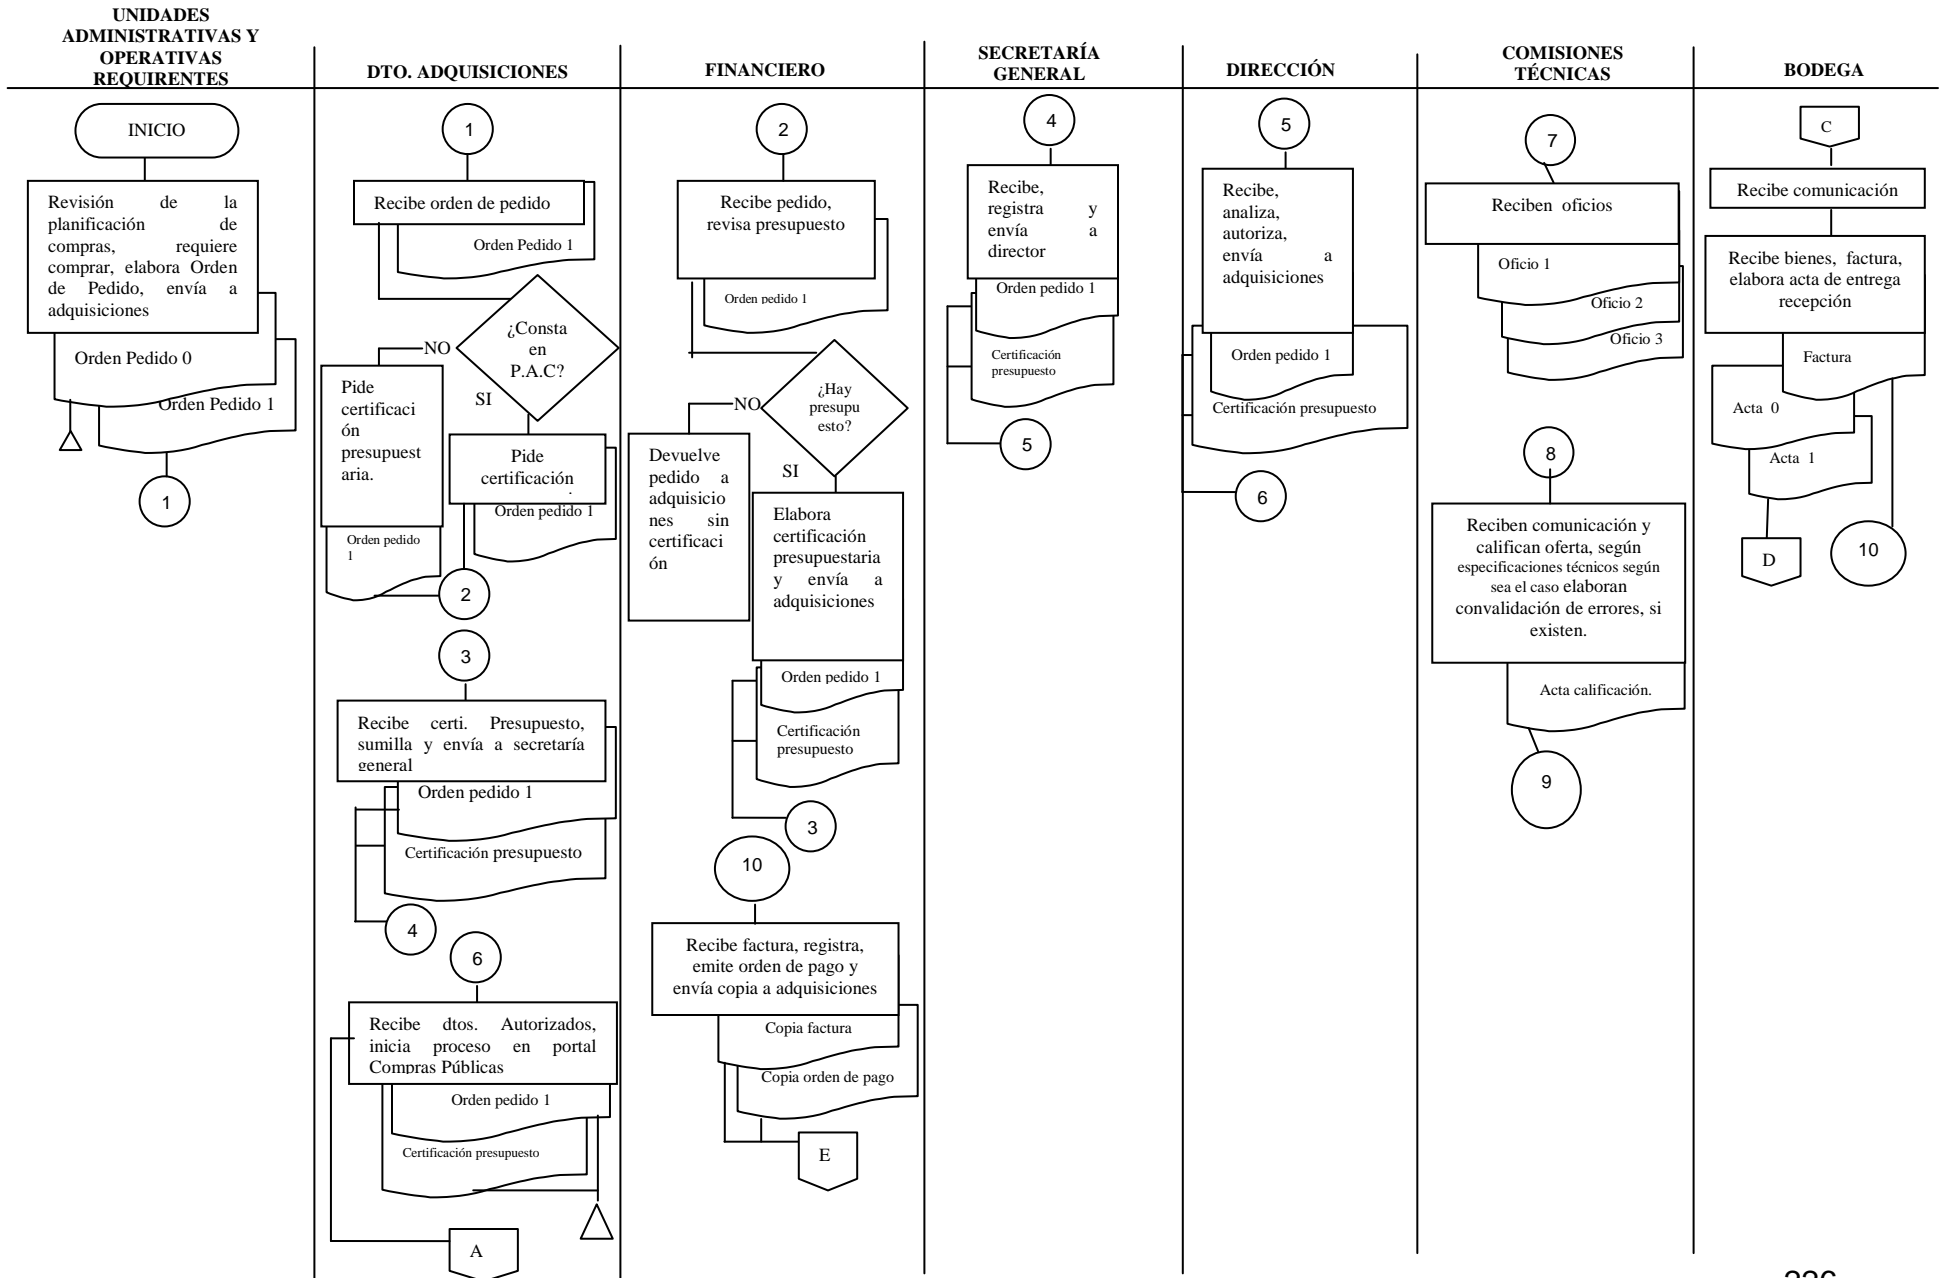 UNIDADES
ADMINISTRATIVAS Y
OPERATIVAS
REQUIRENTES
DTO. ADQUISICIONES
FINANCIERO
SECRETARÍA
GENERAL
DIRECCIÓN
COMISIONES
TÉCNICAS
BODEGA
INICIO
Revisión de la
planificación de
compras, requiere
comprar, elabora Orden
de Pedido, envía a
adquisiciones
Orden Pedido 0
Orden Pedido 1
1
1
Recibe orden de pedido
Orden Pedido 1
¿Consta
en
P.A.C?
NO
SI
Pide
certificaci
ón
presupuest
aria.
Orden pedido
1
Pide
certificación
Orden pedido 1
2
3
Recibe certi. Presupuesto,
sumilla y envía a secretaría
general
Orden pedido 1
Certificación presupuesto
4
6
Recibe dtos. Autorizados,
inicia proceso en portal
Compras Públicas
Orden pedido 1
Certificación presupuesto
A
2
Recibe pedido,
revisa presupuesto
Orden pedido 1
¿Hay
presupu
esto?
NO
SI
Devuelve
pedido a
adquisicio
nes sin
certificaci
ón
Elabora
certificación
presupuestaria
y envía a
adquisiciones
Orden pedido 1
Certificación
presupuesto
3
10
Recibe factura, registra,
emite orden de pago y
envía copia a adquisiciones
Copia factura
Copia orden de pago
E
4
Recibe,
registra y
envía a
director
Orden pedido 1
Certificación
presupuesto
5
5
Recibe,
analiza,
autoriza,
envía a
adquisiciones
Orden pedido 1
Certificación presupuesto
6
7
Reciben oficios
Oficio 1
Oficio 2
Oficio 3
8
Reciben comunicación y
califican oferta, según
especificaciones técnicos según
sea el caso elaboran
convalidación de errores, si
existen.
Acta calificación.
9
C
Recibe comunicación
Recibe bienes, factura,
elabora acta de entrega
recepción
Factura
Acta 0
Acta 1
D
10